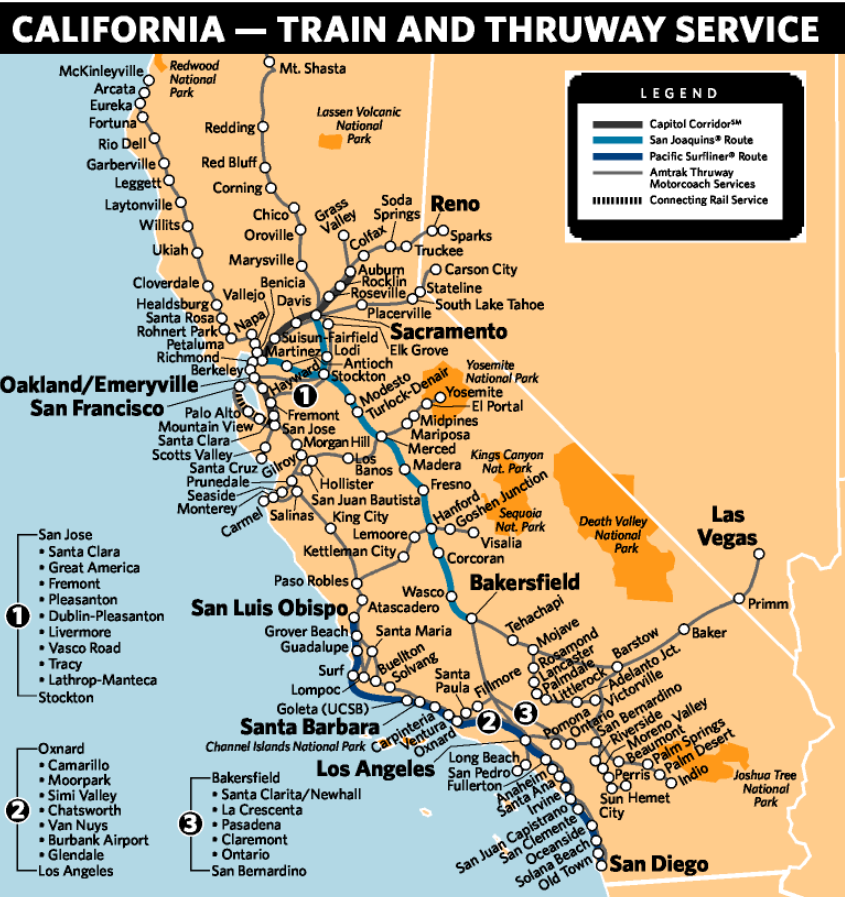 CALIFORNIA — TRAIN AND THRUWAY SERVICE
LEGEND
Capitol Corridor℠
San Joaquins® Route
Pacific Surfliner® Route
Amtrak Thruway
Motorcoach Services
Connecting Rail Service
McKinleyville
Arcata
Eureka
Fortuna
Rio Dell
Garberville
Leggett
Laytonville
Willits
Ukiah
Cloverdale
Healdsburg
Santa Rosa
Rohnert Park
Petaluma
Redwood
National
Park
Mt. Shasta
Lassen Volcanic
National
Park
Redding
Red Bluff
Corning
Chico
Oroville
Marysville
Grass
Valley
Colfax
Soda
Springs
Reno
Sparks
Truckee
Carson City
Stateline
South Lake Tahoe
Auburn
Rocklin
Roseville
Placerville
Sacramento
Elk Grove
Benicia
Vallejo
Napa
Davis
Suisun-Fairfield
Martinez
Lodi
Antioch
Stockton
Richmond
Berkeley
Oakland/Emeryville
San Francisco
Hayward
1
Fremont
San Jose
Palo Alto
Mountain View
Santa Clara
Scotts Valley
Santa Cruz
Prunedale
Seaside
Monterey
Carmel
Gilroy
Morgan Hill
Los
Banos
Hollister
San Juan Bautista
Salinas
King City
Modesto
Turlock-Denair
Yosemite
National Park
Yosemite
El Portal
Midpines
Mariposa
Merced
Madera
Fresno
Kings Canyon
Nat. Park
Sequoia
Nat. Park
Hanford
Goshen Junction
Visalia
Lemoore
Kettleman City
Corcoran
Death Valley
National
Park
Las
Vegas
Primm
Baker
Barstow
Paso Robles
Atascadero
San Luis Obispo
Grover Beach
Guadalupe
Santa Maria
Surf
Lompoc
Buellton
Solvang
Goleta (UCSB)
Santa Barbara
Channel Islands National Park
Carpinteria
Ventura
Oxnard
Santa
Paula
Fillmore
2
3
Wasco
Bakersfield
Tehachapi
Mojave
Rosamond
Lancaster
Palmdale
Littlerock
Adelanto Jct.
Victorville
San Bernardino
Riverside
Moreno Valley
Beaumont
Palm Springs
Palm Desert
Indio
Pomona
Ontario
Perris
Sun
City
Hemet
Joshua Tree
National
Park
Los Angeles
Long Beach
San Pedro
Fullerton
Anaheim
Santa Ana
Irvine
San Juan Capistrano
San Clemente
Oceanside
Solana Beach
Old Town
San Diego
1
San Jose
• Santa Clara
• Great America
• Fremont
• Pleasanton
• Dublin-Pleasanton
• Livermore
• Vasco Road
• Tracy
• Lathrop-Manteca
Stockton
2
Oxnard
• Camarillo
• Moorpark
• Simi Valley
• Chatsworth
• Van Nuys
• Burbank Airport
• Glendale
Los Angeles
3
Bakersfield
• Santa Clarita/Newhall
• La Crescenta
• Pasadena
• Claremont
• Ontario
San Bernardino